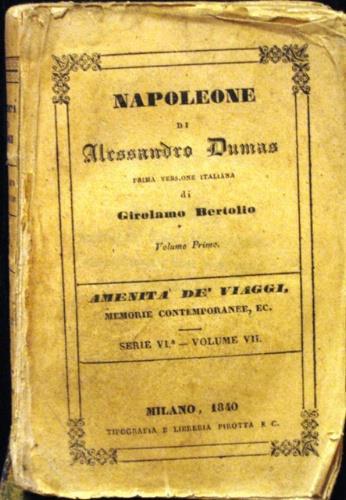 NAPOLEONE
DI
Alessandro Dumas
PRIMA VERSIONE ITALIANA
di
Girolamo Bertolio
Volume Primo.
AMENITA' DE' VIAGGI,
MEMORIE CONTEMPORANEE, EC.
SERIE VI.ª — VOLUME VII.
MILANO, 1840
TIPOGRAFIA E LIBRERIA PIROTTA E C.